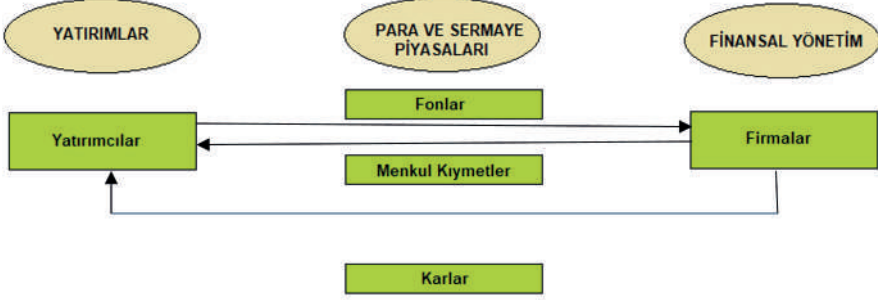 YATIRIMLAR
PARA VE SERMAYE
PİYASALARI
FİNANSAL YÖNETİM
Fonlar
Yatırımcılar
Firmalar
Menkul Kıymetler
Karlar